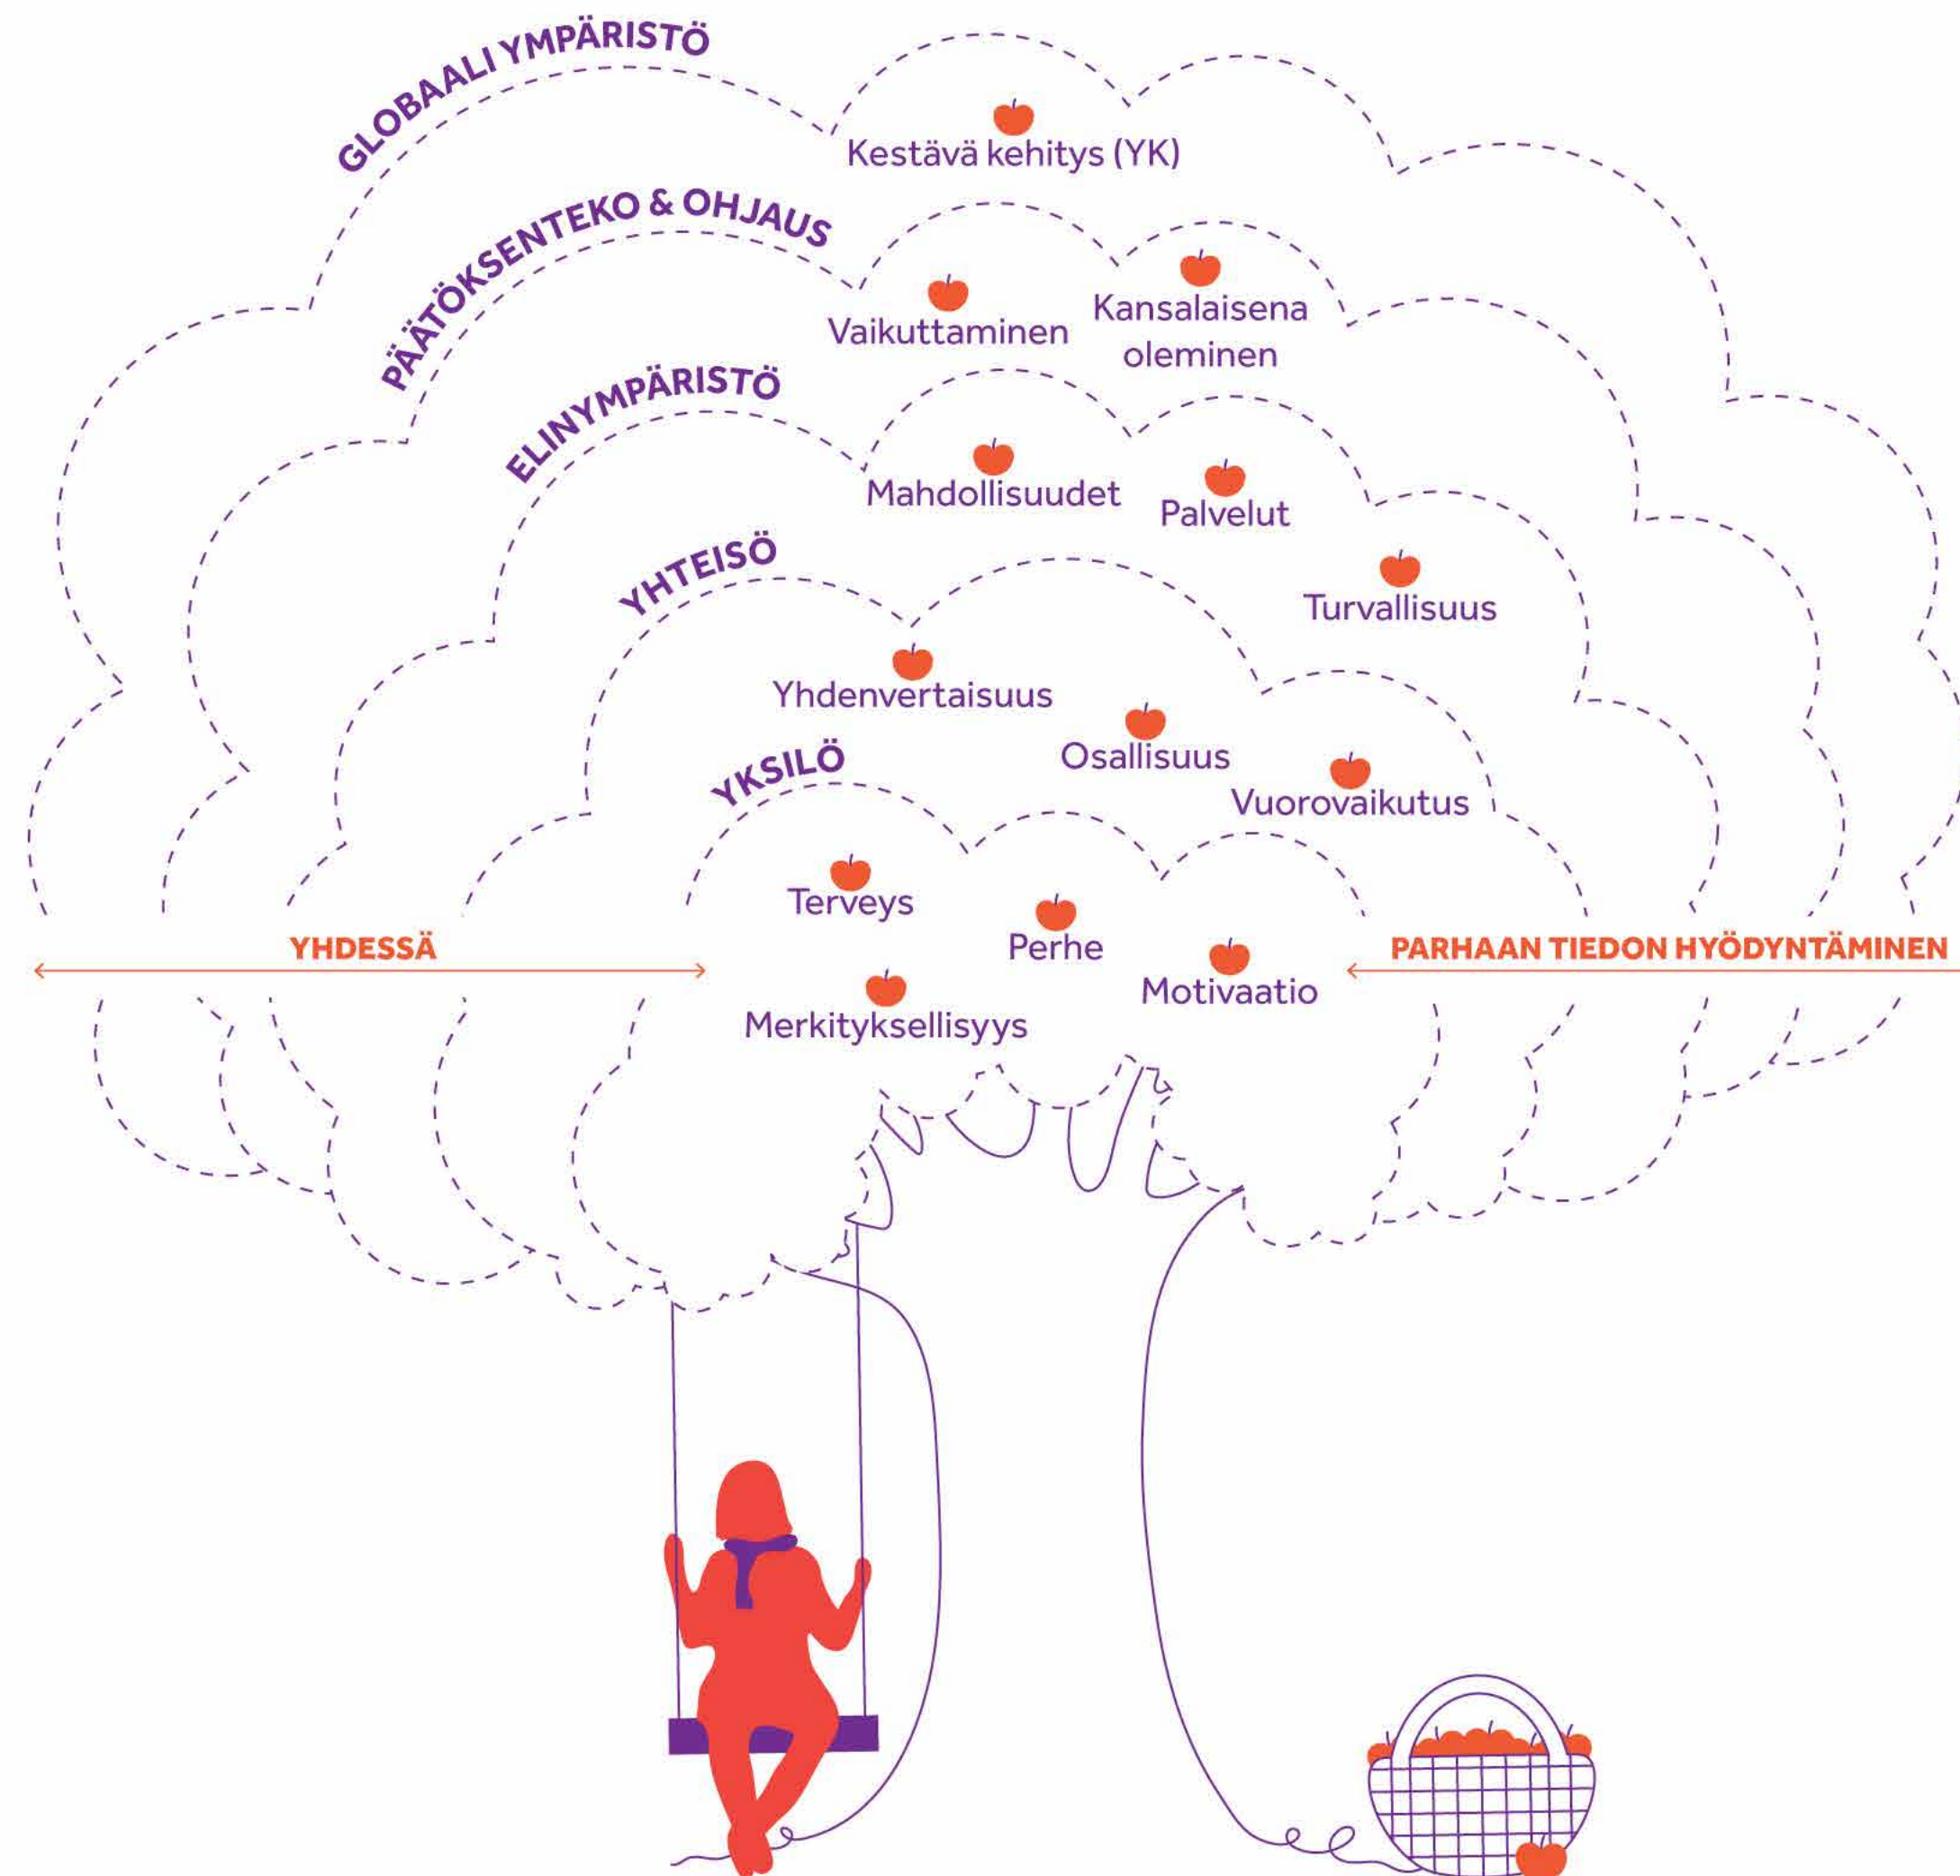 GLOBAALI YMPÄRISTÖ
Kestävä kehitys (YK)
PÄÄTÖKSENTEKO & OHJAUS
Vaikuttaminen
Kansalaisena
oleminen
ELINYMPÄRISTÖ
Mahdollisuudet
Palvelut
Turvallisuus
YHTEISÖ
Yhdenvertaisuus
Osallisuus
Vuorovaikutus
YKSILÖ
Terveys
Perhe
Motivaatio
Merkityksellisyys
YHDESSÄ
PARHAAN TIEDON HYÖDYNTÄMINEN